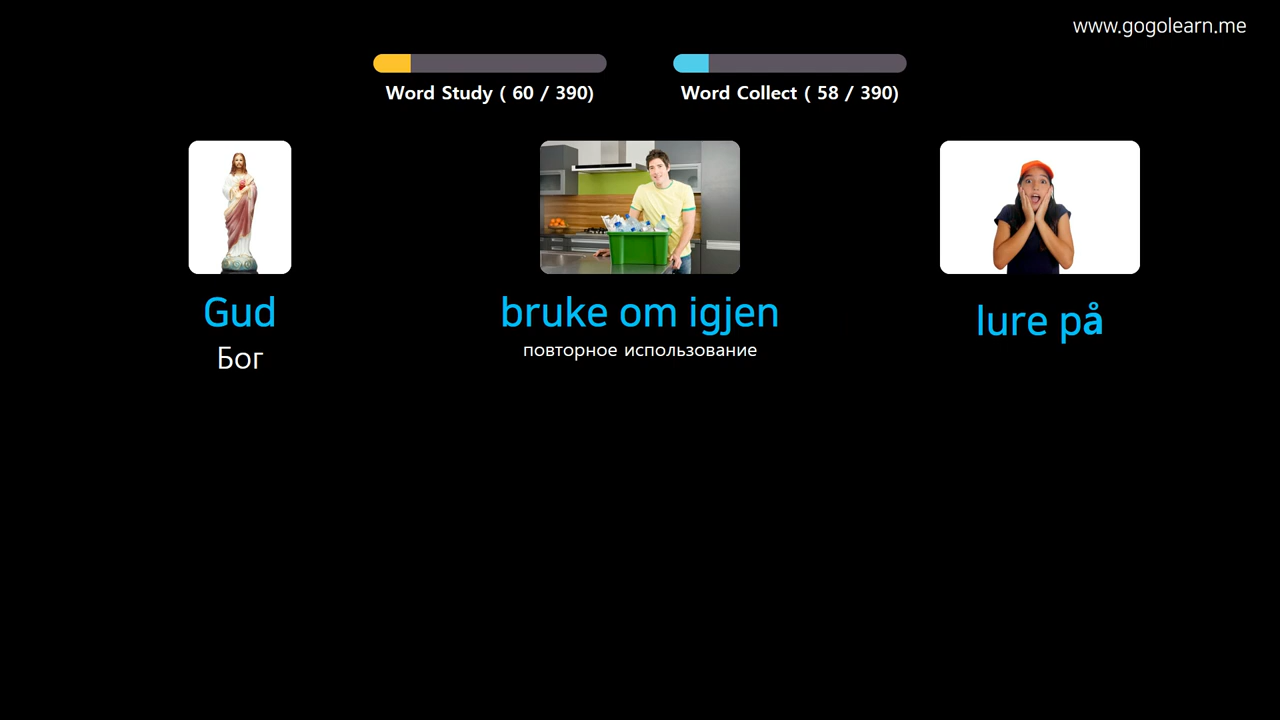 www.gogolearn.me
Word Study ( 60 / 390)
Word Collect ( 58 / 390)
Gud
Бог
bruke om igjen
повторное использование
lure på